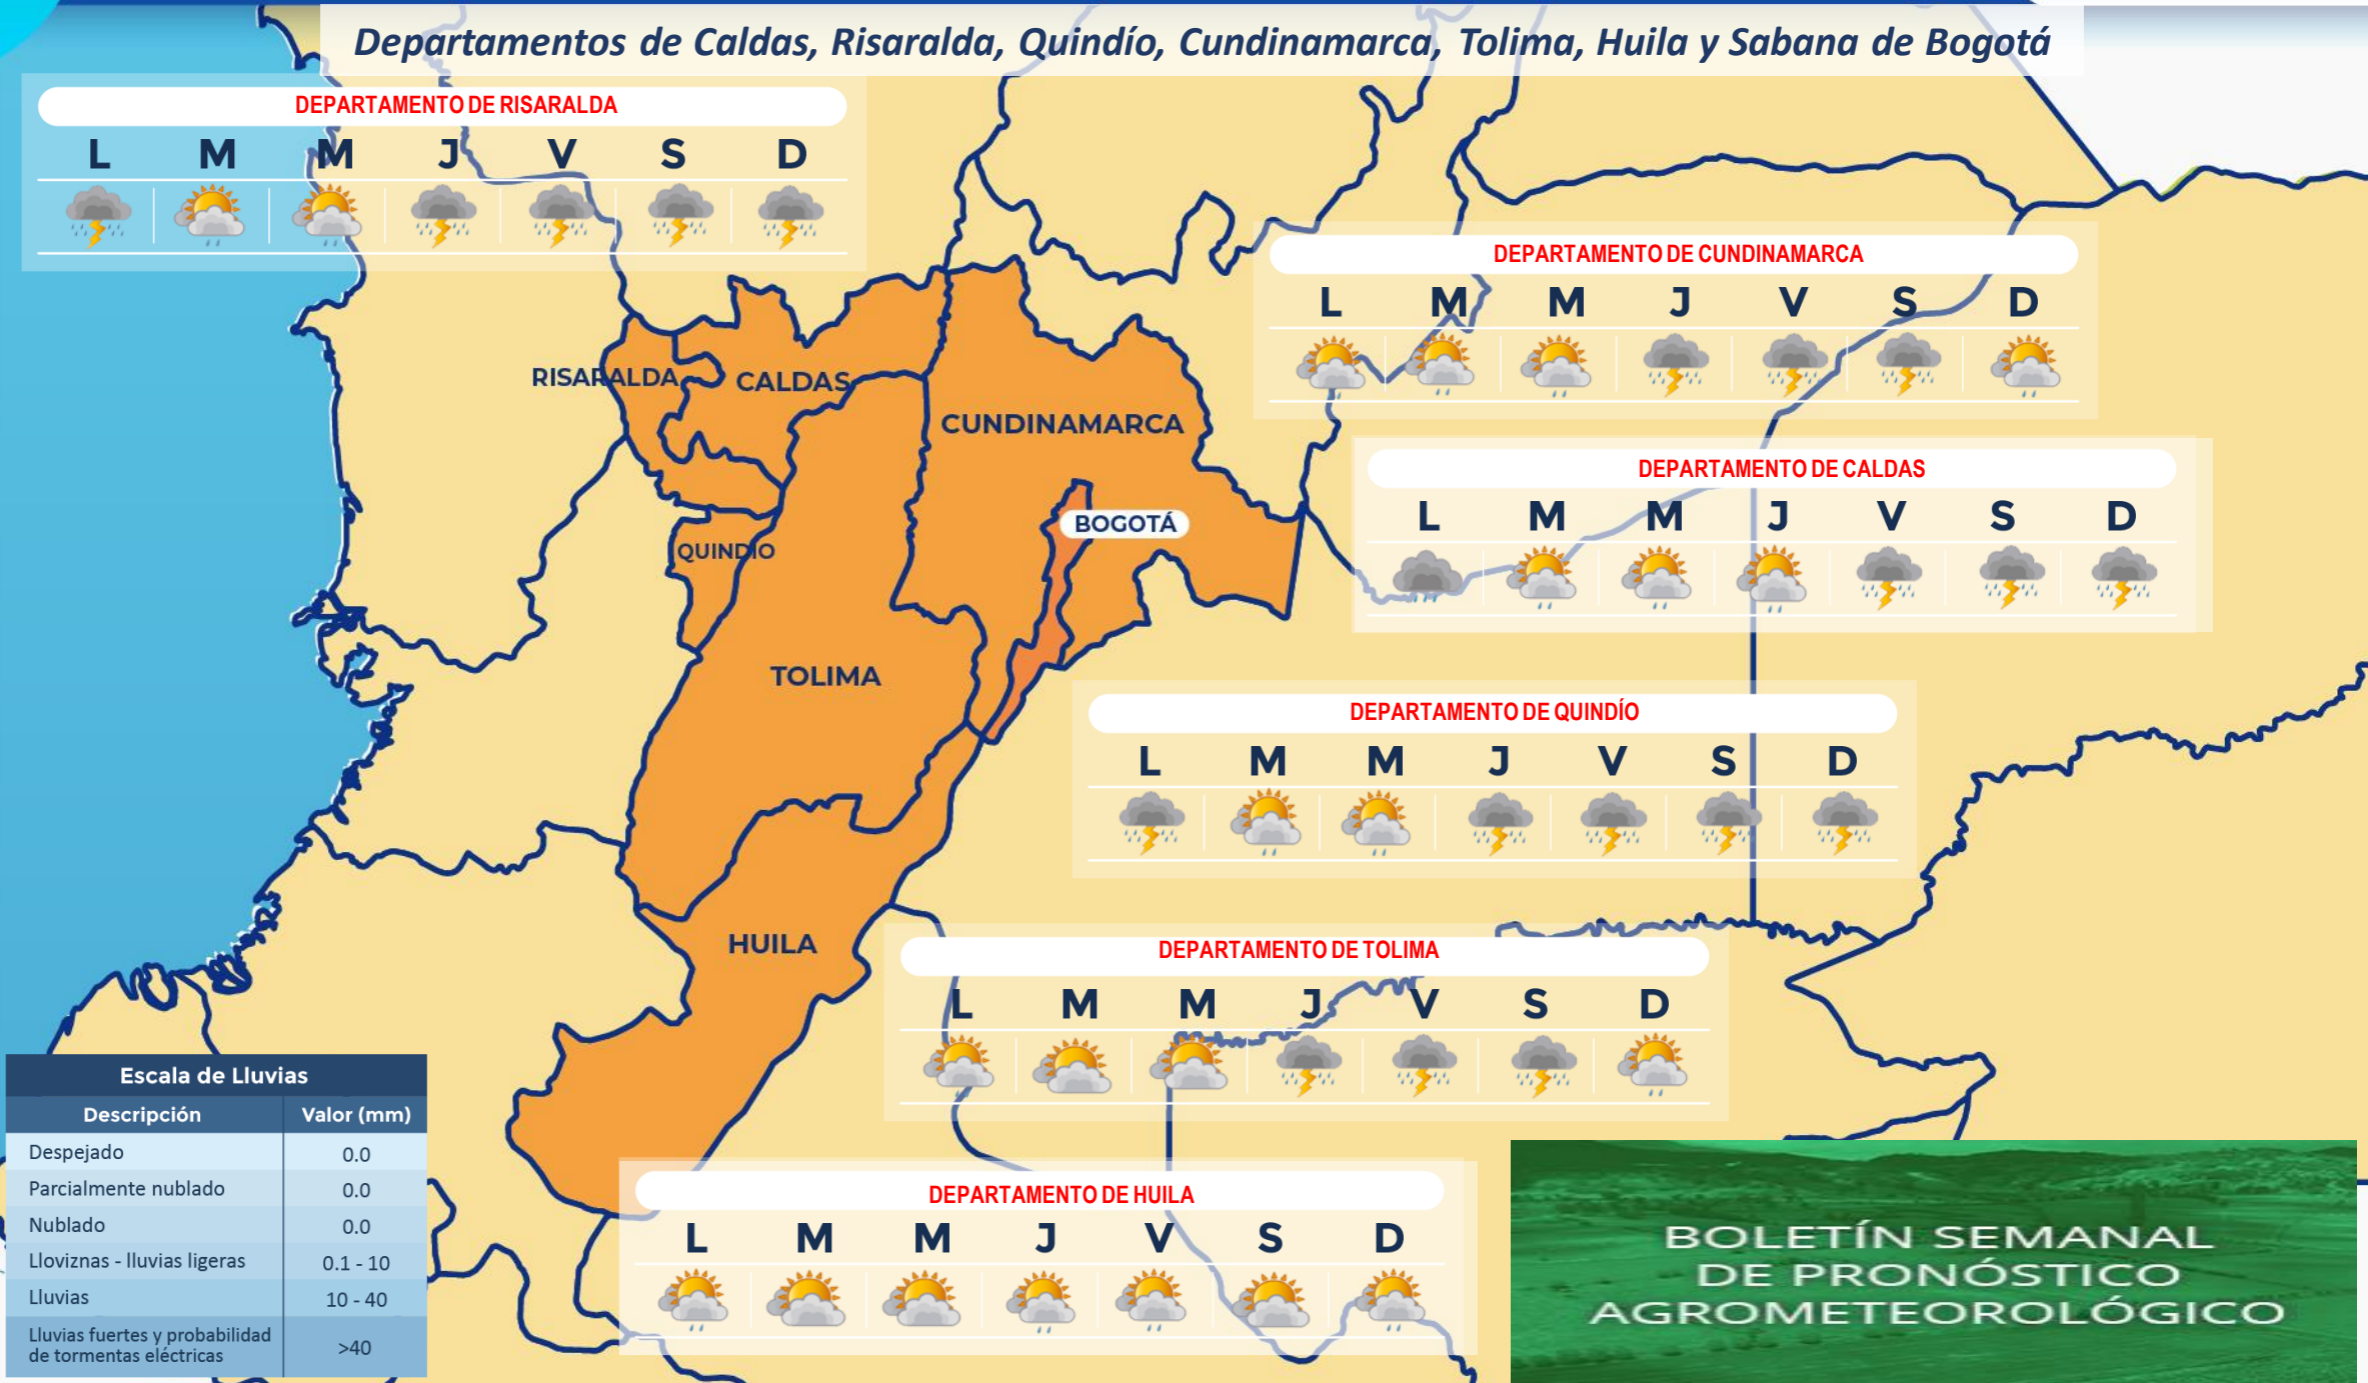 Departamentos de Caldas, Risaralda, Quindío, Cundinamarca, Tolima, Huila y Sabana de Bogotá
DEPARTAMENTO DE RISARALDA
L M M J V S D
DEPARTAMENTO DE CUNDINAMARCA
L M M J V S D
RISARALDA
CALDAS
CUNDINAMARCA
BOGOTÁ
QUINDIO
TOLIMA
HUILA
DEPARTAMENTO DE CALDAS
L M M J V S D
DEPARTAMENTO DE QUINDÍO
L M M J V S D
DEPARTAMENTO DE TOLIMA
L M M J V S D
DEPARTAMENTO DE HUILA
L M M J V S D
Escala de Lluvias
Descripción Valor (mm)
Despejado 0.0
Parcialmente nublado 0.0
Nublado 0.0
Lloviznas - lluvias ligeras 0.1 - 10
Lluvias 10 - 40
Lluvias fuertes y probabilidad
de tormentas eléctricas >40
BOLETÍN SEMANAL
DE PRONÓSTICO
AGROMETEOROLÓGICO